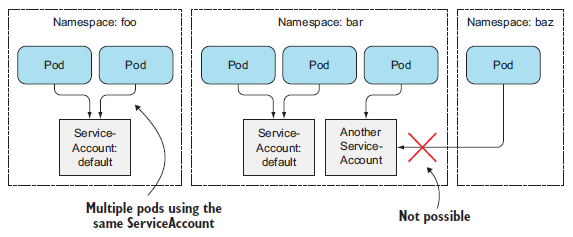 Namespace: foo
Namespace: bar
Namespace: baz
Pod
Pod
Pod
Pod
Pod
Pod
Service-
Account:
default
Service-
Account:
default
Another
Service-
Account
Multiple pods using the
same ServiceAccount
Not possible